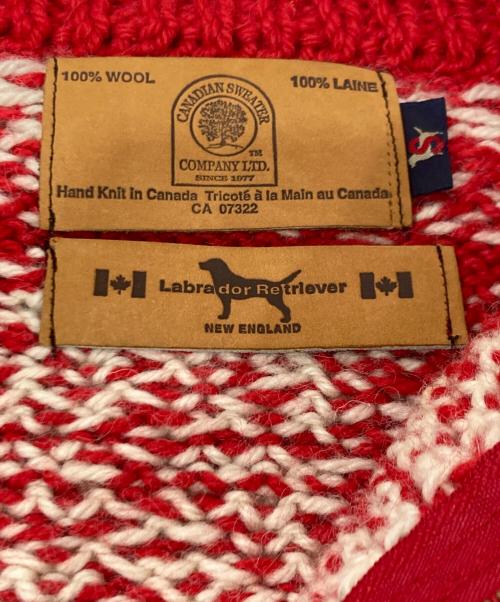 100% WOOL 100% LAINE
CANADIAN SWEATER
COMPANY LTD.
™
SINCE 1977
Hand Knit in Canada Tricoté à la Main au Canada
CA 07322
S
Labrador Retriever
NEW ENGLAND